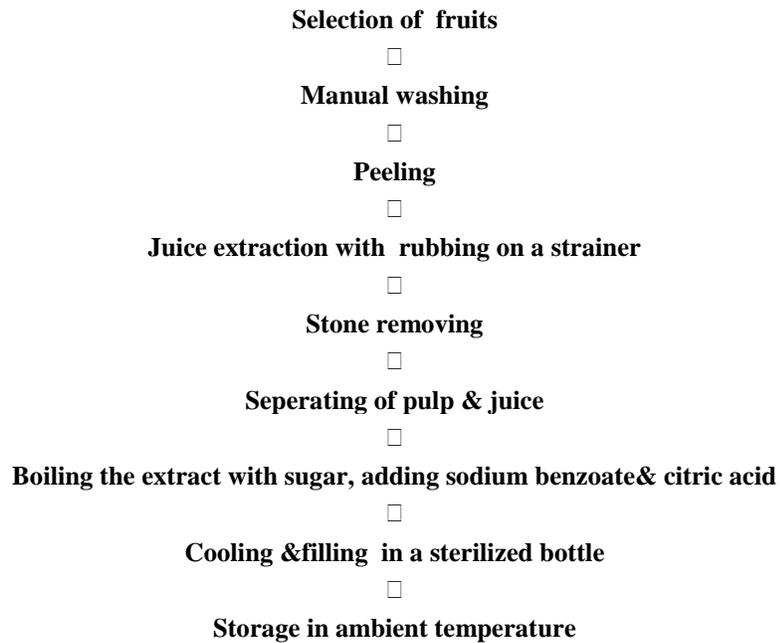 Selection of  fruits
□
Manual washing
□
Peeling
□
Juice extraction with  rubbing on a strainer
□
Stone removing
□
Seperating of pulp & juice
□
Boiling the extract with sugar, adding sodium benzoate& citric acid
□
Cooling &filling  in a sterilized bottle
□
Storage in ambient temperature